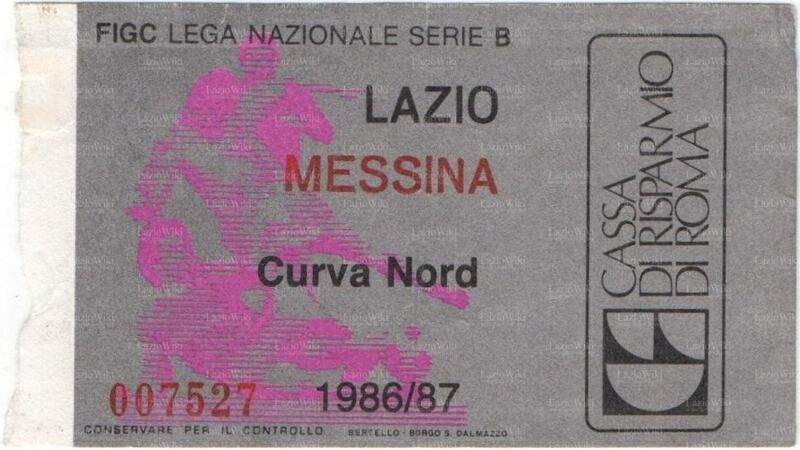 FIGC LEGA NAZIONALE SERIE B
LAZIO
MESSINA
Curva Nord
007527
1986/87
CONSERVARE PER IL CONTROLLO
BERTELLO - BORGO S. DALMAZZO
CASSA
DI RISPARMIO
DI ROMA
LazioWiki